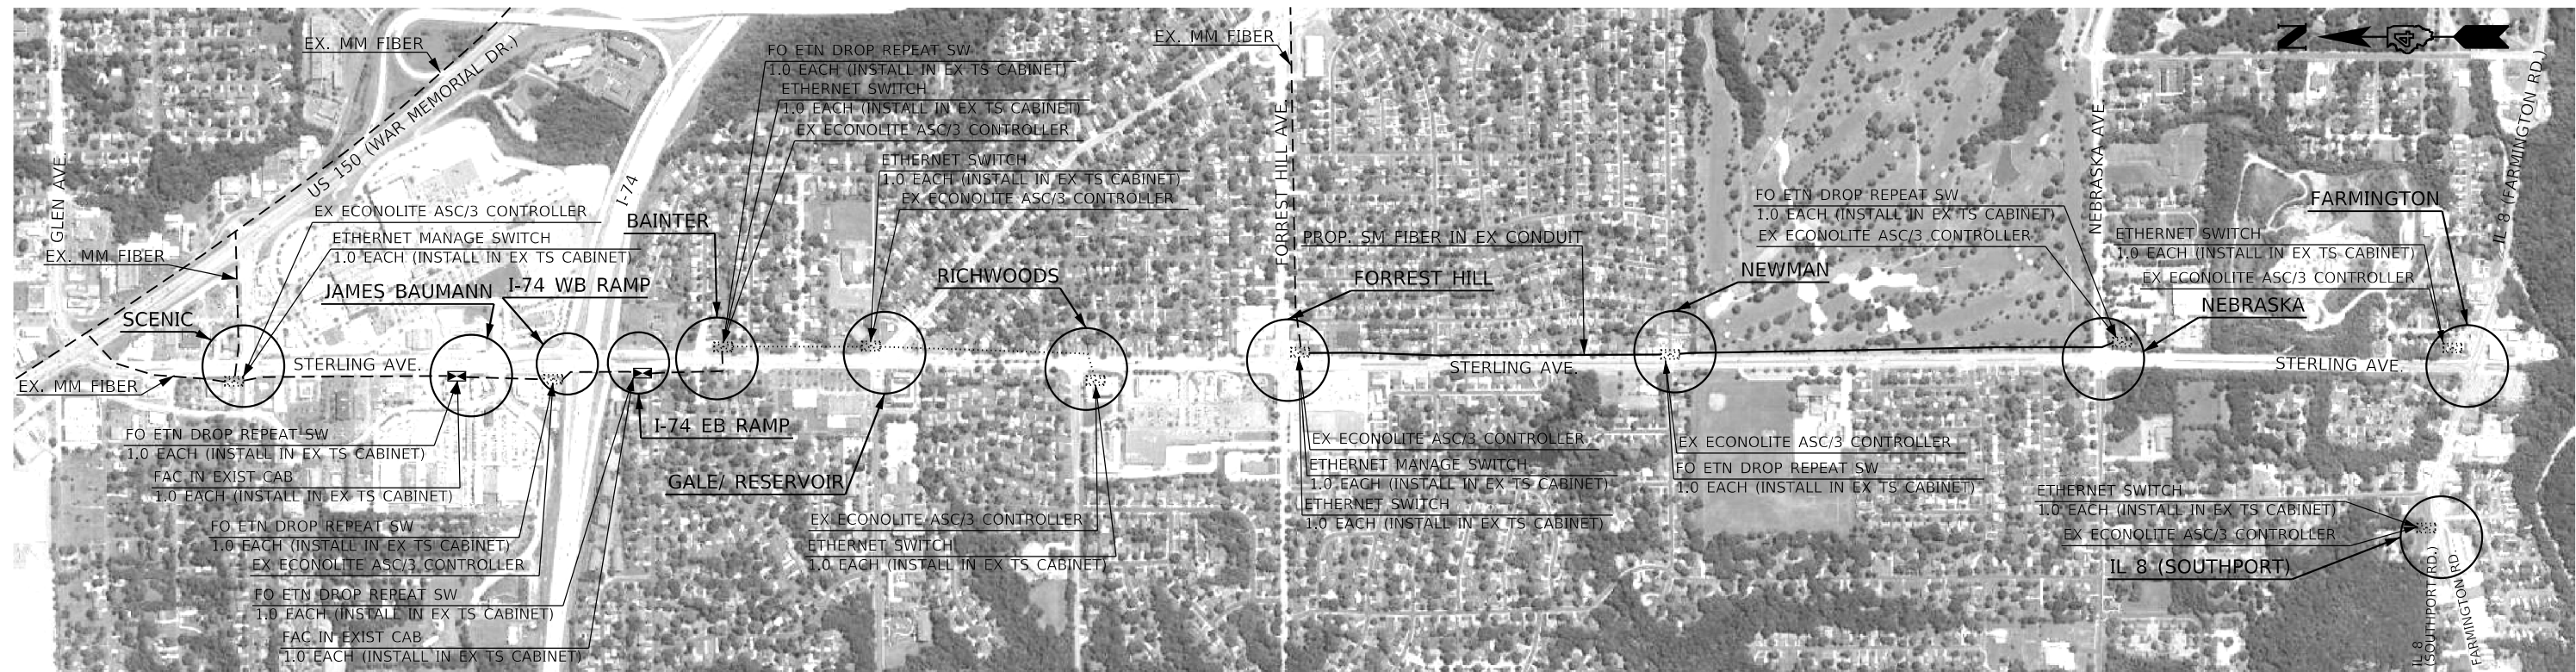 EX. MM FIBER
US 150 (WAR MEMORIAL DR.)
EX. MM FIBER
GLEN AVE.
I-74
FO ETN DROP REPEAT SW
1.0 EACH (INSTALL IN EX TS CABINET)
ETHERNET SWITCH
1.0 EACH (INSTALL IN EX TS CABINET)
EX ECONOLITE ASC/3 CONTROLLER
BAINTER
ETHERNET SWITCH
1.0 EACH (INSTALL IN EX TS CABINET)
EX ECONOLITE ASC/3 CONTROLLER
EX. MM FIBER
FORREST HILL AVE.
N
4
EX ECONOLITE ASC/3 CONTROLLER
ETHERNET MANAGE SWITCH
1.0 EACH (INSTALL IN EX TS CABINET)
SCENIC
JAMES BAUMANN
I-74 WB RAMP
RICHWOODS
PROP. SM FIBER IN EX CONDUIT
FORREST HILL
NEWMAN
FO ETN DROP REPEAT SW
1.0 EACH (INSTALL IN EX TS CABINET)
EX ECONOLITE ASC/3 CONTROLLER
NEBRASKA AVE.
NEBRASKA
ETHERNET SWITCH
1.0 EACH (INSTALL IN EX TS CABINET)
EX ECONOLITE ASC/3 CONTROLLER
FARMINGTON
IL 8 (FARMINGTON RD.)
EX. MM FIBER
STERLING AVE.
STERLING AVE.
STERLING AVE.
FO ETN DROP REPEAT SW
1.0 EACH (INSTALL IN EX TS CABINET)
FAC IN EXIST CAB
1.0 EACH (INSTALL IN EX TS CABINET)
FO ETN DROP REPEAT SW
1.0 EACH (INSTALL IN EX TS CABINET)
EX ECONOLITE ASC/3 CONTROLLER
FO ETN DROP REPEAT SW
1.0 EACH (INSTALL IN EX TS CABINET)
FAC IN EXIST CAB
1.0 EACH (INSTALL IN EX TS CABINET)
I-74 EB RAMP
GALE/ RESERVOIR
EX ECONOLITE ASC/3 CONTROLLER
ETHERNET SWITCH
1.0 EACH (INSTALL IN EX TS CABINET)
EX ECONOLITE ASC/3 CONTROLLER
ETHERNET MANAGE SWITCH
1.0 EACH (INSTALL IN EX TS CABINET)
ETHERNET SWITCH
1.0 EACH (INSTALL IN EX TS CABINET)
EX ECONOLITE ASC/3 CONTROLLER
FO ETN DROP REPEAT SW
1.0 EACH (INSTALL IN EX TS CABINET)
ETHERNET SWITCH
1.0 EACH (INSTALL IN EX TS CABINET)
EX ECONOLITE ASC/3 CONTROLLER
IL 8 (SOUTHPORT)
IL 8
(SOUTHPORT RD.)
FARMINGTON RD.